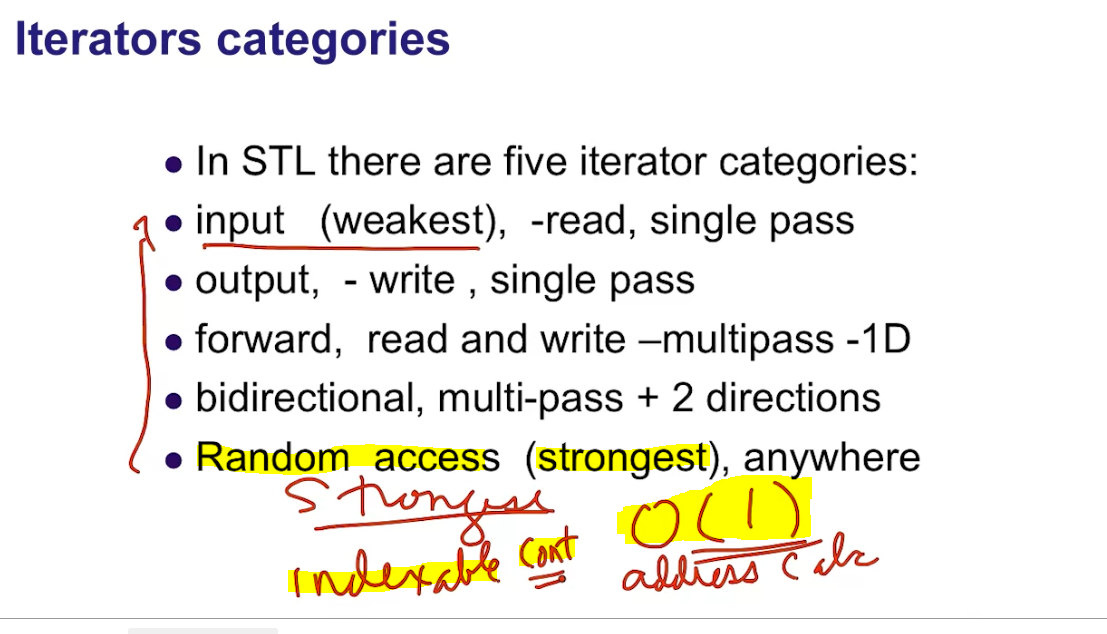 Iterators categories
● In STL there are five iterator categories:
● input (weakest), -read, single pass
● output, - write , single pass
● forward, read and write –multipass -1D
● bidirectional, multi-pass + 2 directions
● Random access (strongest), anywhere
Strongest O(1)
indexable cont address calc